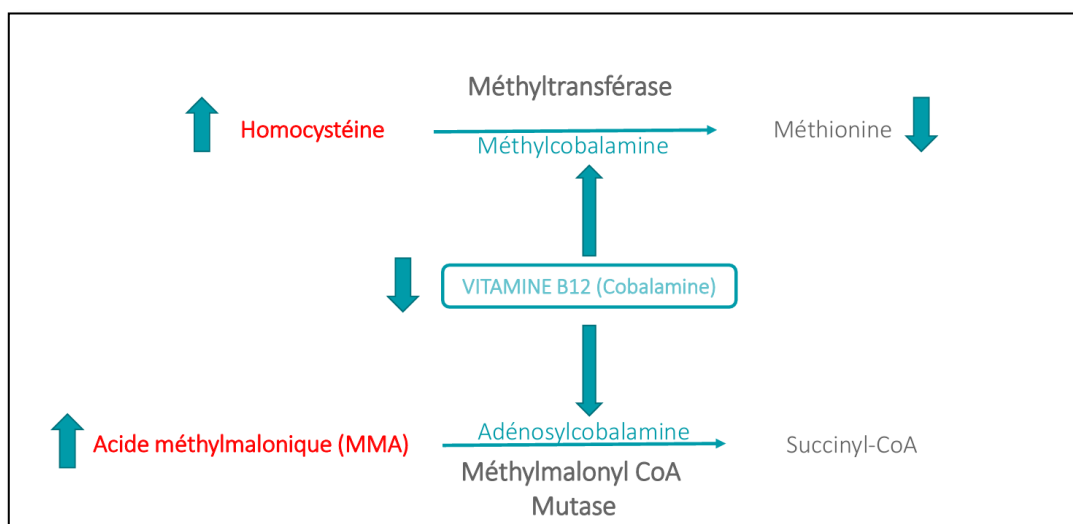 Méthyltransférase
Homocystéine
Méthionine
Méthylcobalamine
VITAMINE B12 (Cobalamine)
Adénosylcobalamine
Acide méthylmalonique (MMA)
Succinyl-CoA
Méthylmalonyl CoA
Mutase